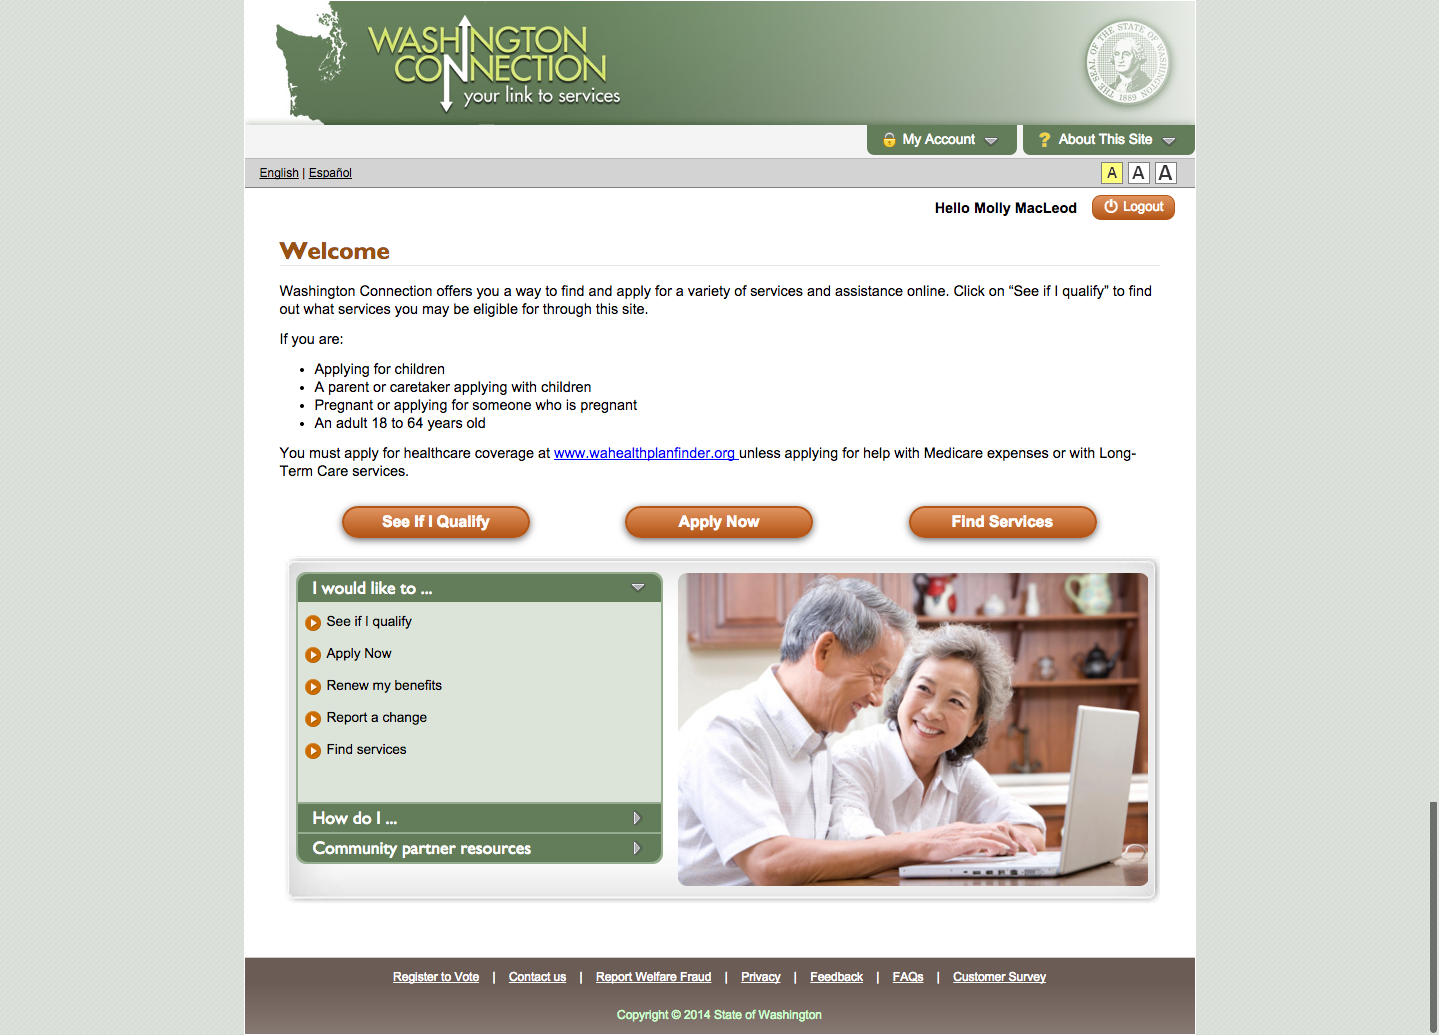 WASHINGTON
CONNECTION
your link to services
THE SEAL OF THE STATE OF WASHINGTON
1889
My Account
? About This Site
English | Español
A A A
Hello Molly MacLeod
Logout
Welcome
Washington Connection offers you a way to find and apply for a variety of services and assistance online. Click on “See if I qualify” to find
out what services you may be eligible for through this site.
If you are:
• Applying for children
• A parent or caretaker applying with children
• Pregnant or applying for someone who is pregnant
• An adult 18 to 64 years old
You must apply for healthcare coverage at www.wahealthplanfinder.org unless applying for help with Medicare expenses or with Long-
Term Care services.
See If I Qualify
Apply Now
Find Services
I would like to ...
See if I qualify
Apply Now
Renew my benefits
Report a change
Find services
How do I ...
Community partner resources
Register to Vote | Contact us | Report Welfare Fraud | Privacy | Feedback | FAQs | Customer Survey
Copyright © 2014 State of Washington